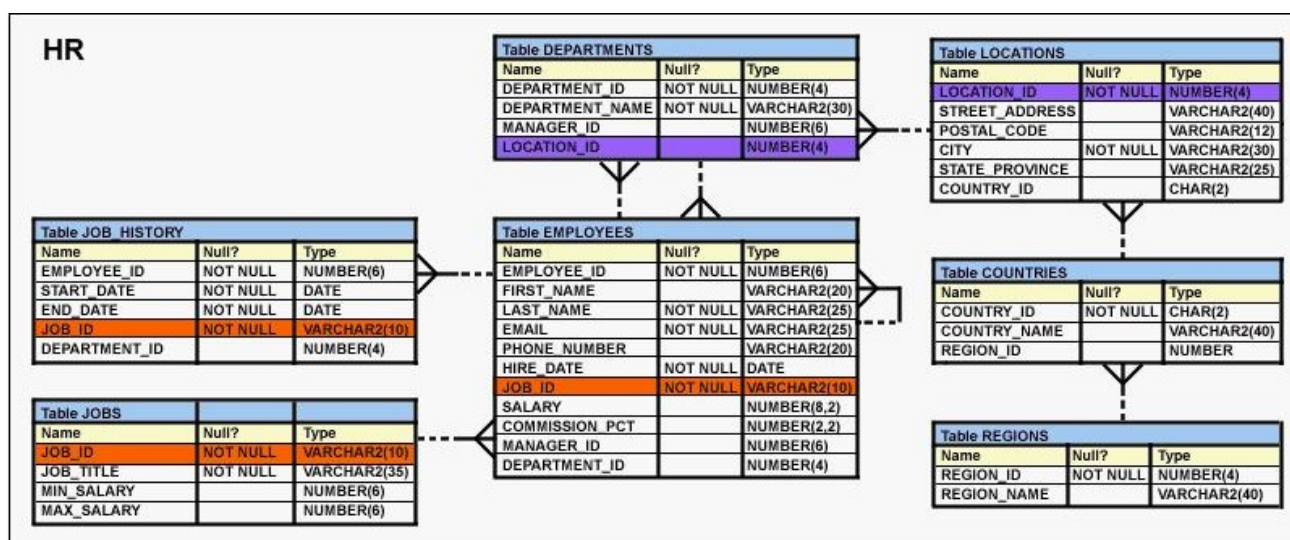 HR
Table DEPARTMENTS
Name Null? Type
DEPARTMENT_ID NOT NULL NUMBER(4)
DEPARTMENT_NAME NOT NULL VARCHAR2(30)
MANAGER_ID NUMBER(6)
LOCATION_ID NUMBER(4)
Table LOCATIONS
Name Null? Type
LOCATION_ID NOT NULL NUMBER(4)
STREET_ADDRESS VARCHAR2(40)
POSTAL_CODE VARCHAR2(12)
CITY NOT NULL VARCHAR2(30)
STATE_PROVINCE VARCHAR2(25)
COUNTRY_ID CHAR(2)
Table JOB_HISTORY
Name Null? Type
EMPLOYEE_ID NOT NULL NUMBER(6)
START_DATE NOT NULL DATE
END_DATE NOT NULL DATE
JOB_ID NOT NULL VARCHAR2(10)
DEPARTMENT_ID NUMBER(4)
Table EMPLOYEES
Name Null? Type
EMPLOYEE_ID NOT NULL NUMBER(6)
FIRST_NAME VARCHAR2(20)
LAST_NAME NOT NULL VARCHAR2(25)
EMAIL NOT NULL VARCHAR2(25)
PHONE_NUMBER VARCHAR2(20)
HIRE_DATE NOT NULL DATE
JOB_ID NOT NULL VARCHAR2(10)
SALARY NUMBER(8,2)
COMMISSION_PCT NUMBER(2,2)
MANAGER_ID NUMBER(6)
DEPARTMENT_ID NUMBER(4)
Table COUNTRIES
Name Null? Type
COUNTRY_ID NOT NULL CHAR(2)
COUNTRY_NAME VARCHAR2(40)
REGION_ID NUMBER
Table JOBS
Name Null? Type
JOB_ID NOT NULL VARCHAR2(10)
JOB_TITLE NOT NULL VARCHAR2(35)
MIN_SALARY NUMBER(6)
MAX_SALARY NUMBER(6)
Table REGIONS
Name Null? Type
REGION_ID NOT NULL NUMBER(4)
REGION_NAME VARCHAR2(40)